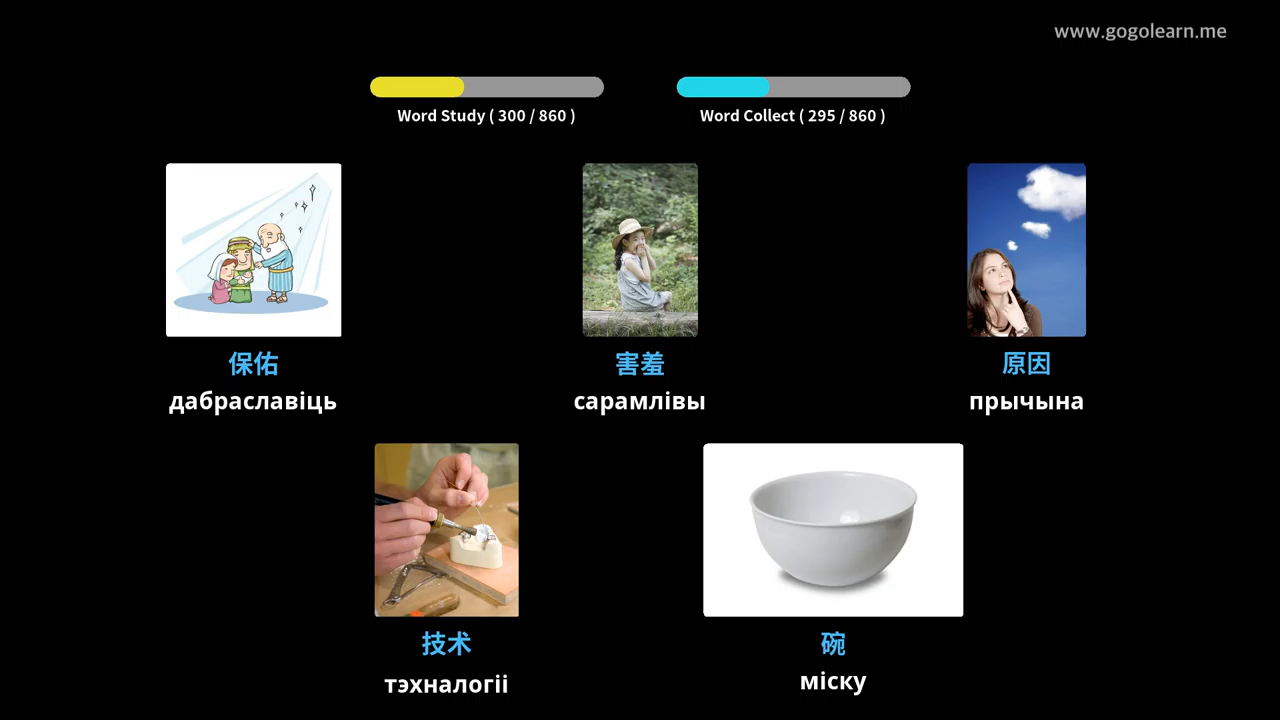 www.gogolearn.me
Word Study ( 300 / 860 )
Word Collect ( 295 / 860 )
保佑
дабраславіць
害羞
сарамлівы
原因
прычына
技术
тэхналогіі
碗
міску